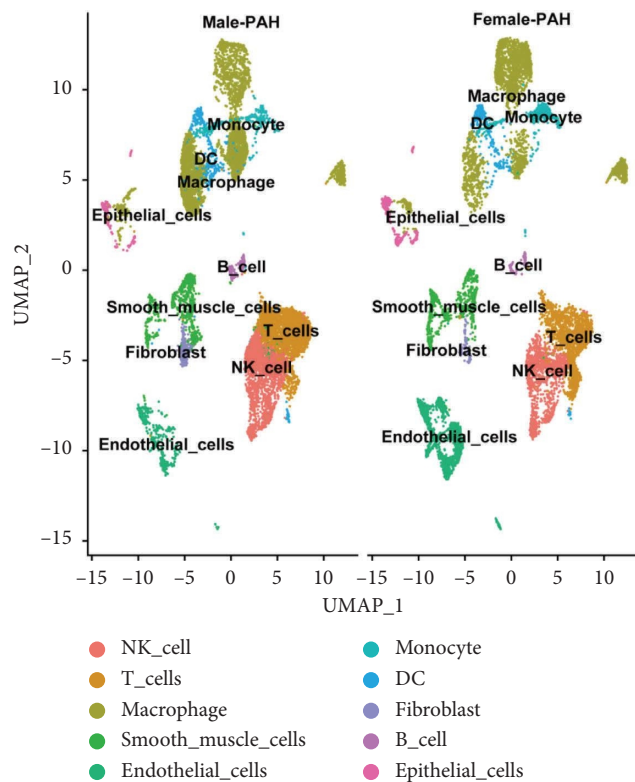 Male-PAH
Female-PAH
Macrophage
Monocyte
DC
Macrophage
Monocyte
DC
Epithelial_cells
Epithelial_cells
B_cell
B_cell
Smooth_muscle_cells
Smooth_muscle_cells
T_cells
T_cells
Fibroblast
Fibroblast
NK_cell
NK_cell
Endothelial_cells
Endothelial_cells
UMAP_2
10
5
0
−5
−10
−15
−15 −10 −5 0 5 10
−15 −10 −5 0 5 10
UMAP_1
NK_cell
T_cells
Macrophage
Smooth_muscle_cells
Endothelial_cells
Monocyte
DC
Fibroblast
B_cell
Epithelial_cells